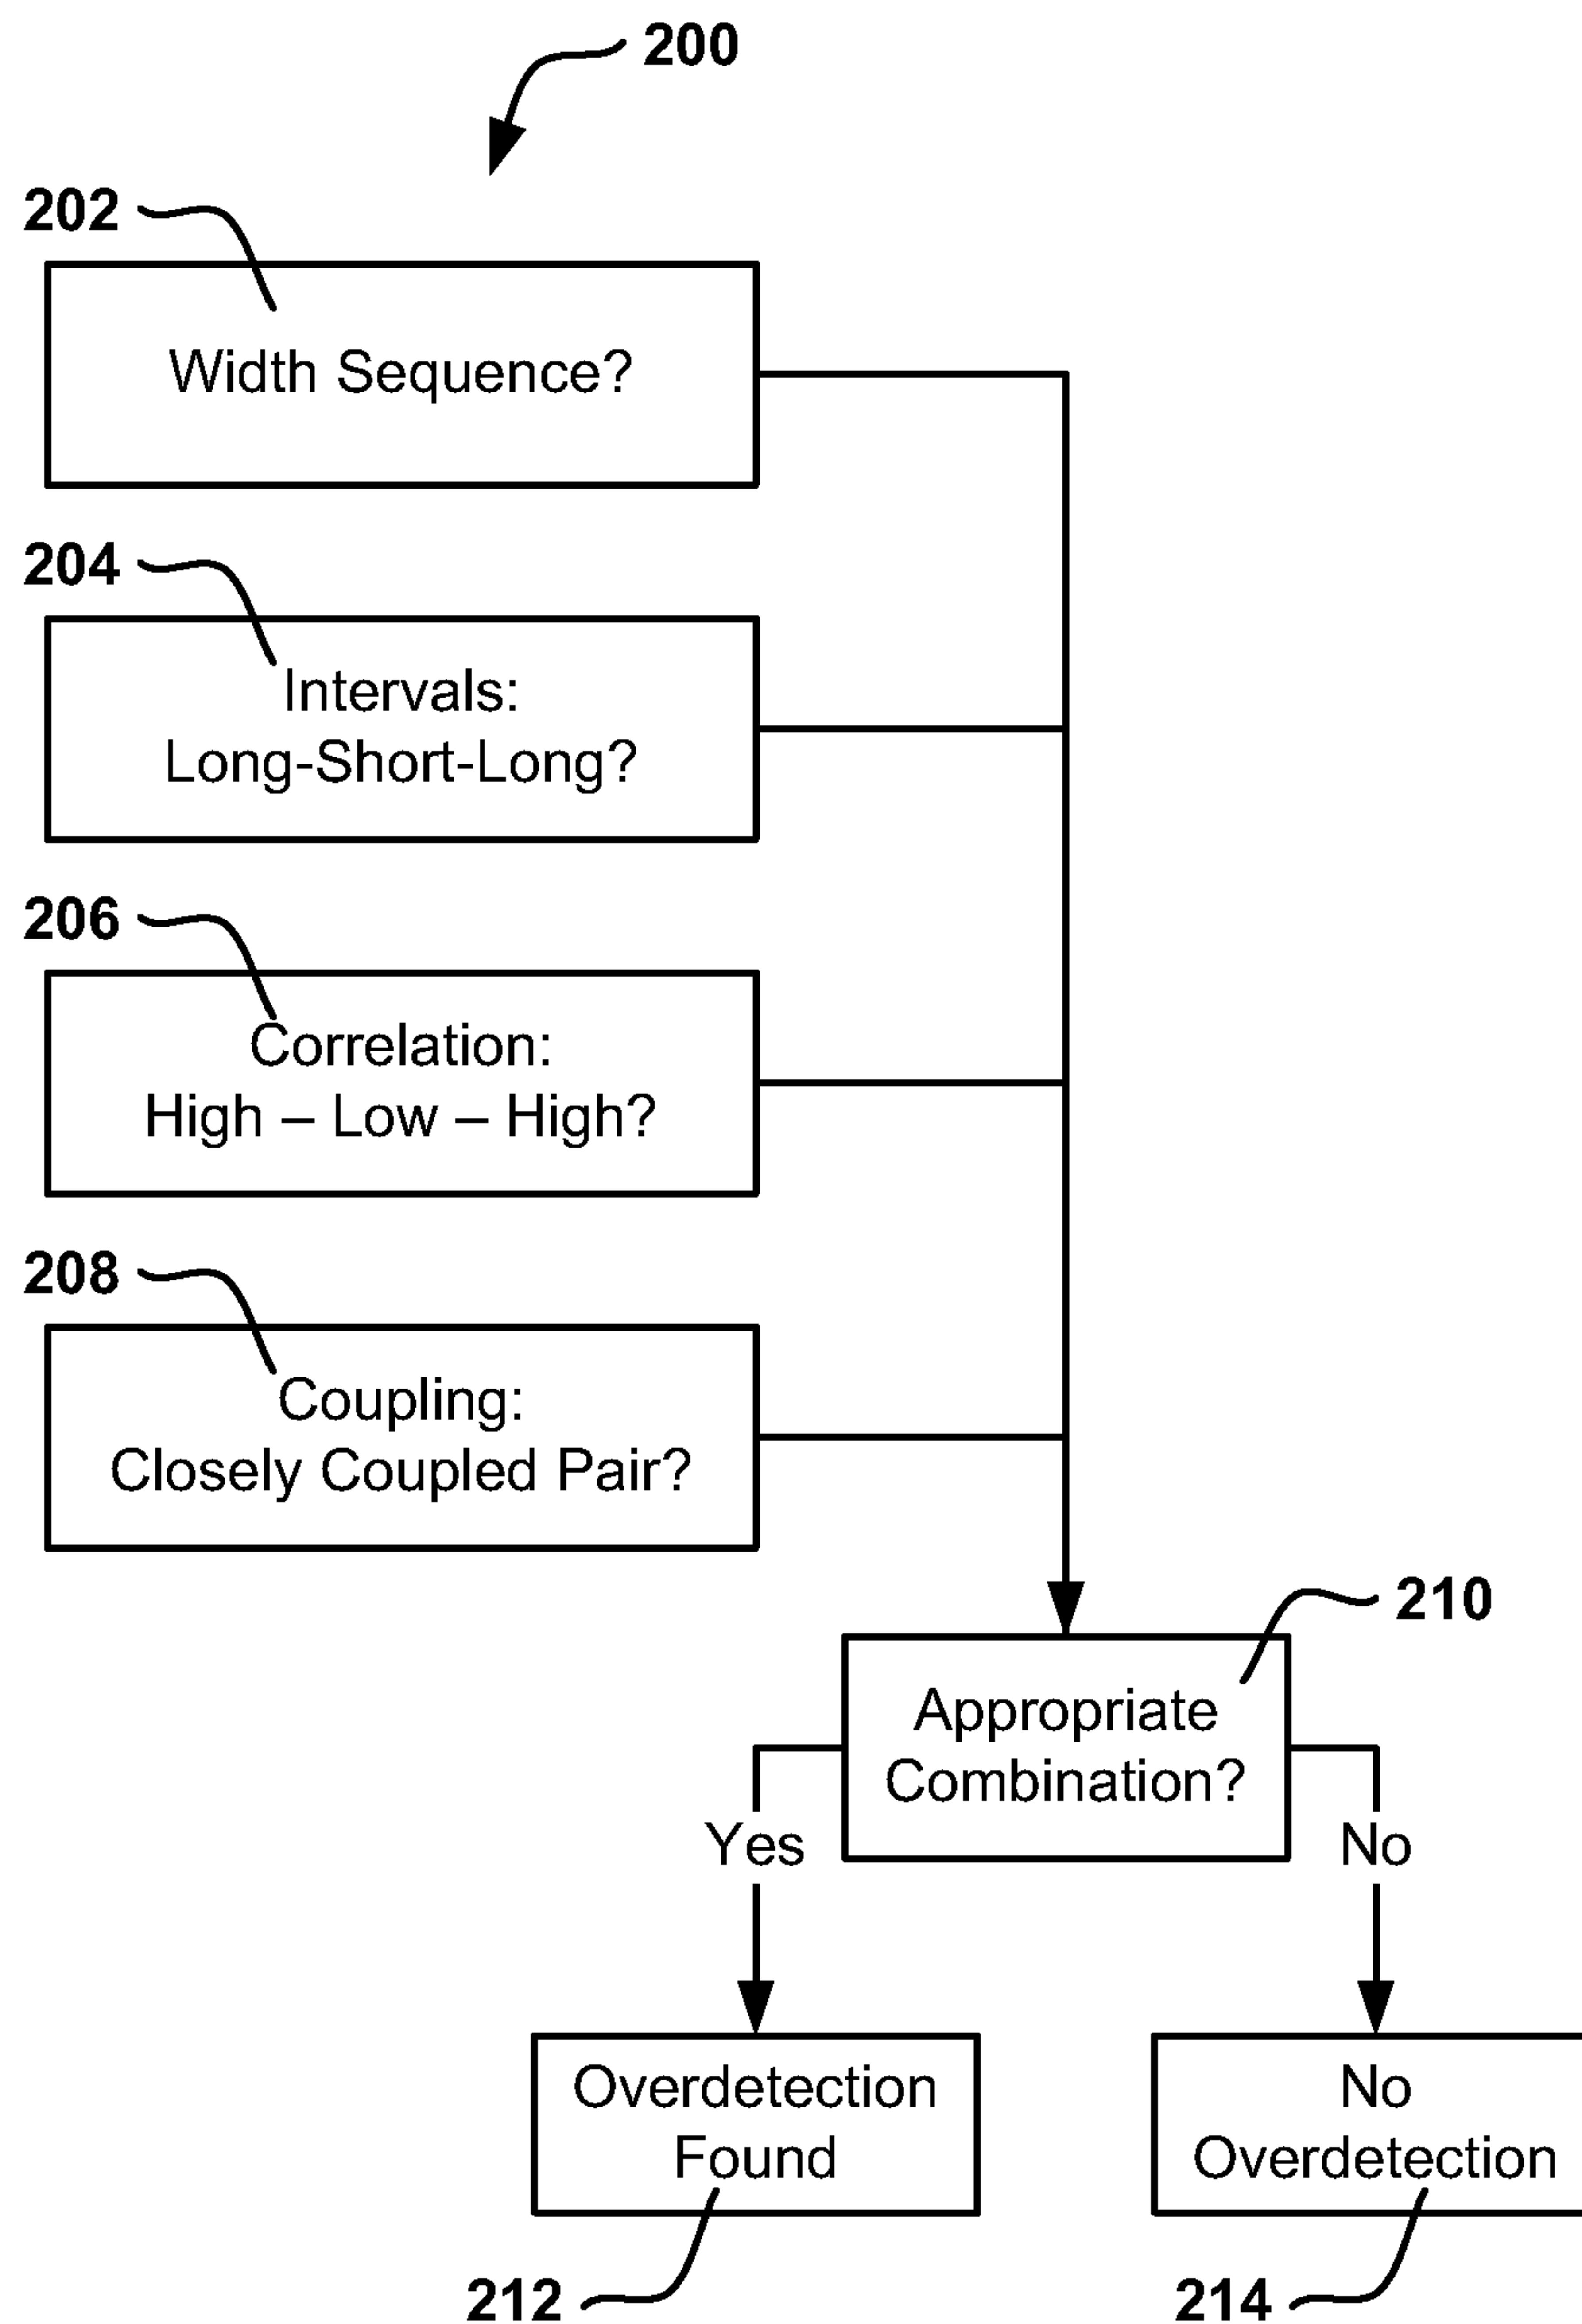 200
202
Width Sequence?
204
Intervals:
Long-Short-Long?
206
Correlation:
High – Low – High?
208
Coupling:
Closely Coupled Pair?
210
Appropriate
Combination?
Yes
No
Overdetection
Found
No
Overdetection
212
214